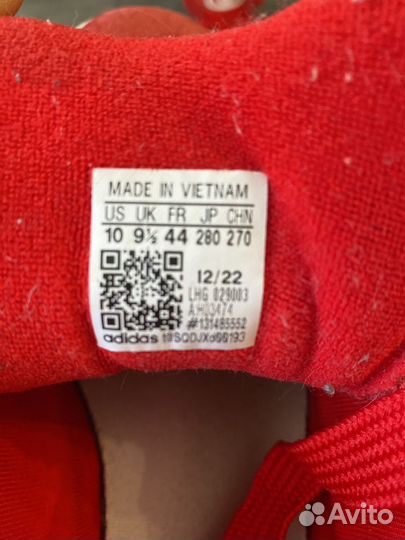 MADE IN VIETNAM
US UK FR JP CHN
10 9½ 44 280 270
12/22
LHG 029003
#131485552
adidas
Avito